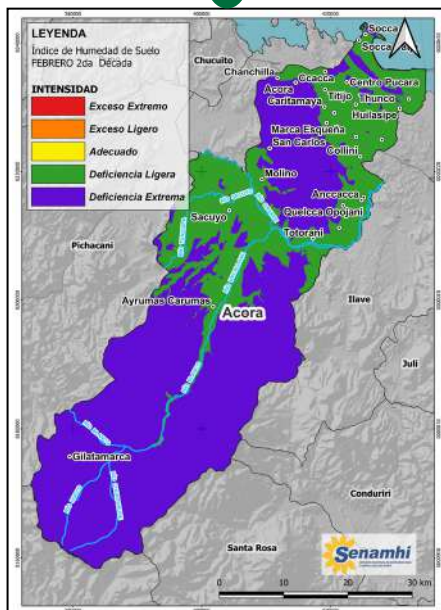 LEYENDA
Índice de Humedad de Suelo
FEBRERO 2da Década
INTENSIDAD
Exceso Extremo
Exceso Ligero
Adecuado
Deficiencia Ligera
Deficiencia Extrema
Socca
Socca
Chucuito
Chanchilla
Ccacca
Centro Pucara
Acora
Titijo
Thunco
Caritamaya
Huilasipe
Marca Esqueña
San Carlos
Collini
Molino
Anccacca
Sacuyo
Quelcca Opojani
Totorani
Pichacani
Ilave
Ayrumas Carumas
Acora
Juli
Gilatamarca
Conduriri
Santa Rosa
Senamhi
0 10 20 30 km